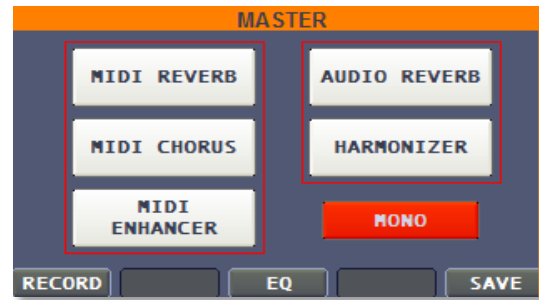 MASTER
MIDI REVERB
AUDIO REVERB
MIDI CHORUS
HARMONIZER
MIDI
ENHANCER
MONO
RECORD
EQ
SAVE